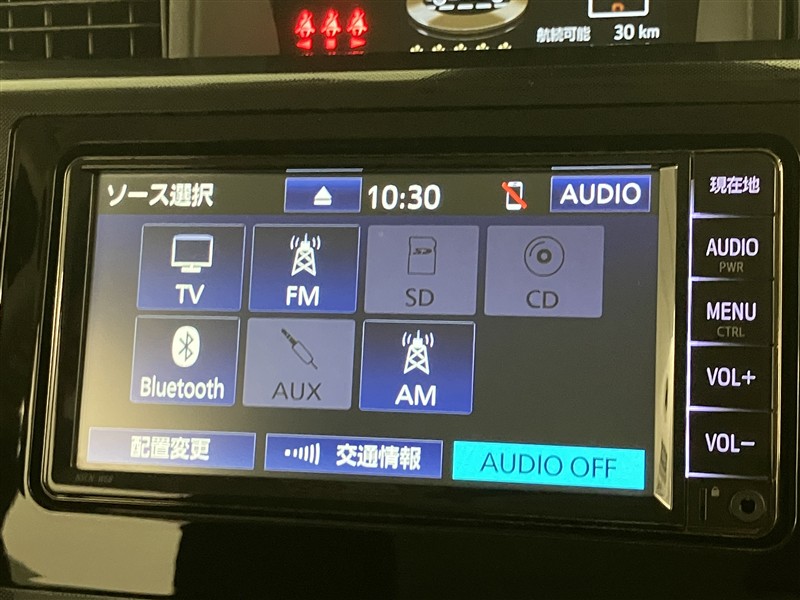 航続可能 30 km
ソース選択 10:30 AUDIO
現在地
TV FM SD CD
AUDIO
PWR
MENU
CTRL
Bluetooth AUX AM
VOL+
VOL-
配置変更 交通情報 AUDIO OFF